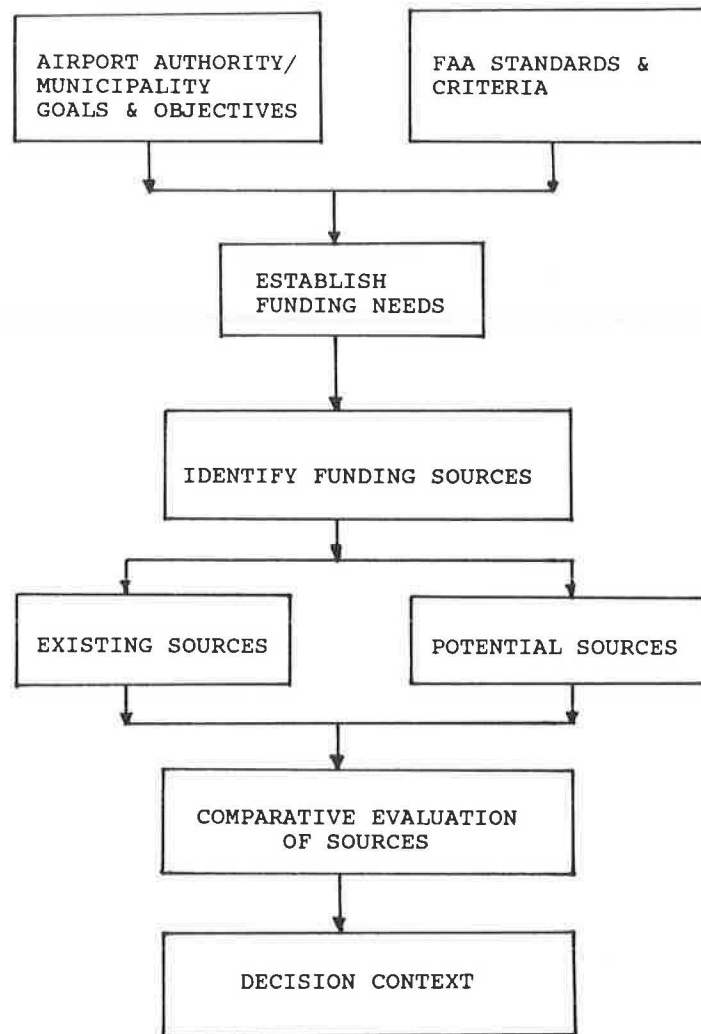 AIRPORT AUTHORITY/
MUNICIPALITY
GOALS & OBJECTIVES
FAA STANDARDS &
CRITERIA
ESTABLISH
FUNDING NEEDS
IDENTIFY FUNDING SOURCES
EXISTING SOURCES
POTENTIAL SOURCES
COMPARATIVE EVALUATION
OF SOURCES
DECISION CONTEXT